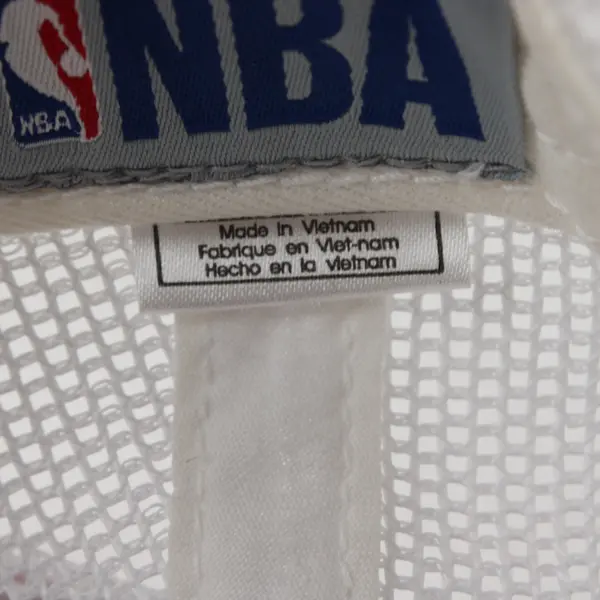 NBA
NBA
Made In Vietnam
Fabrique en Viet-nam
Hecho en la vietnam